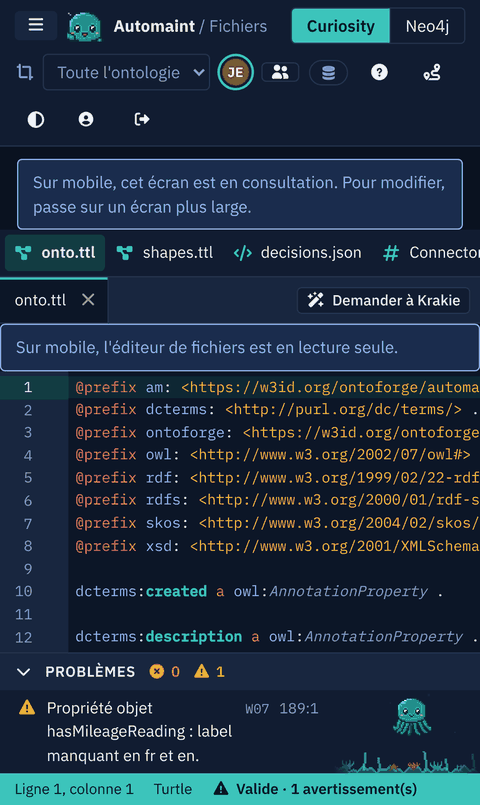 Automaint / Fichiers
Curiosity
Neo4j
Toute l'ontologie
JE
Sur mobile, cet écran est en consultation. Pour modifier,
passe sur un écran plus large.
onto.ttl
shapes.ttl
decisions.json
# Connecto
onto.ttl
Demander à Krakie
Sur mobile, l'éditeur de fichiers est en lecture seule.
1 @prefix am: <https://w3id.org/ontoforge/automa
2 @prefix dcterms: <http://purl.org/dc/terms/> .
3 @prefix ontoforge: <https://w3id.org/ontoforge
4 @prefix owl: <http://www.w3.org/2002/07/owl#>
5 @prefix rdf: <http://www.w3.org/1999/02/22-rdf
6 @prefix rdfs: <http://www.w3.org/2000/01/rdf-s
7 @prefix skos: <http://www.w3.org/2004/02/skos/
8 @prefix xsd: <http://www.w3.org/2001/XMLSchema
9
10 dcterms:created a owl:AnnotationProperty .
11
12 dcterms:description a owl:AnnotationProperty .
PROBLÈMES 0 1
Propriété objet W07 189:1
hasMileageReading : label
manquant en fr et en.
Ligne 1, colonne 1 Turtle Valide · 1 avertissement(s)